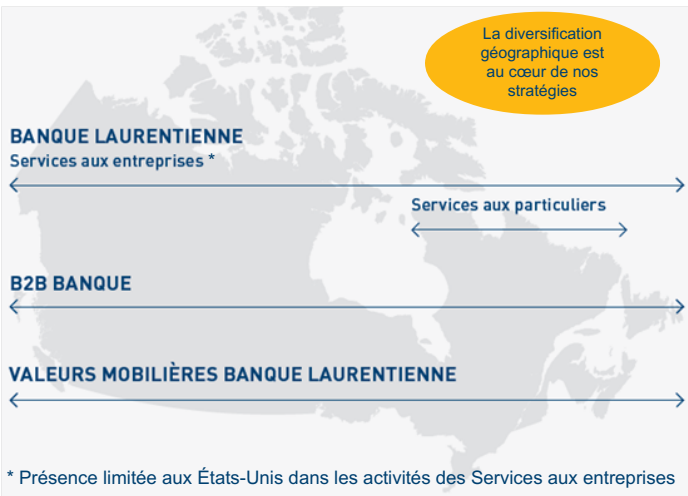 La diversification
géographique est
au cœur de nos
stratégies
BANQUE LAURENTIENNE
Services aux entreprises *
Services aux particuliers
B2B BANQUE
VALEURS MOBILIÈRES BANQUE LAURENTIENNE
* Présence limitée aux États-Unis dans les activités des Services aux entreprises